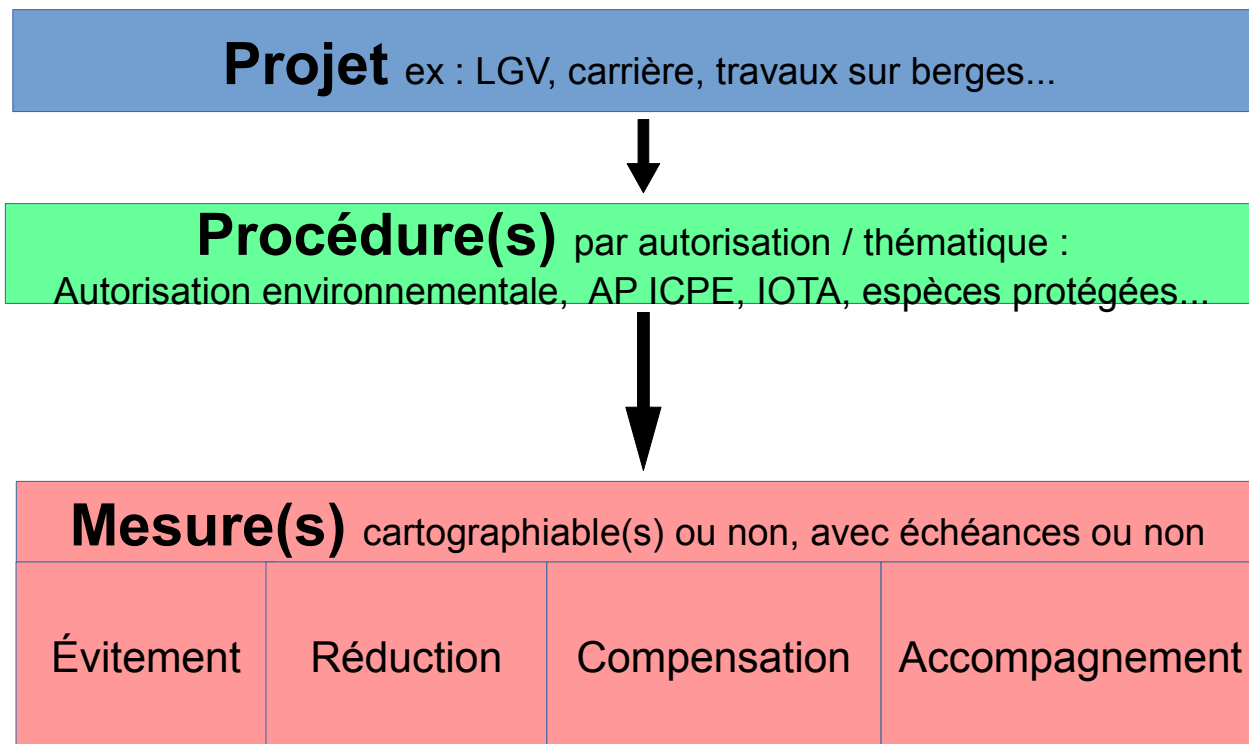 Projet ex : LGV, carrière, travaux sur berges...
Procédure(s) par autorisation / thématique :
Autorisation environnementale, AP ICPE, IOTA, espèces protégées...
Mesure(s) cartographiable(s) ou non, avec échéances ou non
Évitement
Réduction
Compensation
Accompagnement